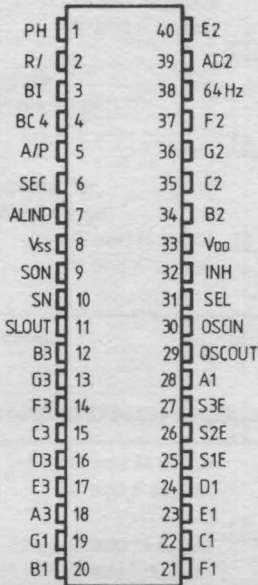 PH 1 40 E2
R/ 2 39 AD2
BI 3 38 64Hz
BC4 4 37 F2
A/P 5 36 G2
SEC 6 35 C2
ALIND 7 34 B2
Vss 8 33 VDD
SON 9 32 INH
SN 10 31 SEL
SLOUT 11 30 OSCIN
B3 12 29 OSCOUT
G3 13 28 A1
F3 14 27 S3E
C3 15 26 S2E
D3 16 25 S1E
E3 17 24 D1
A3 18 23 E1
G1 19 22 C1
B1 20 21 F1